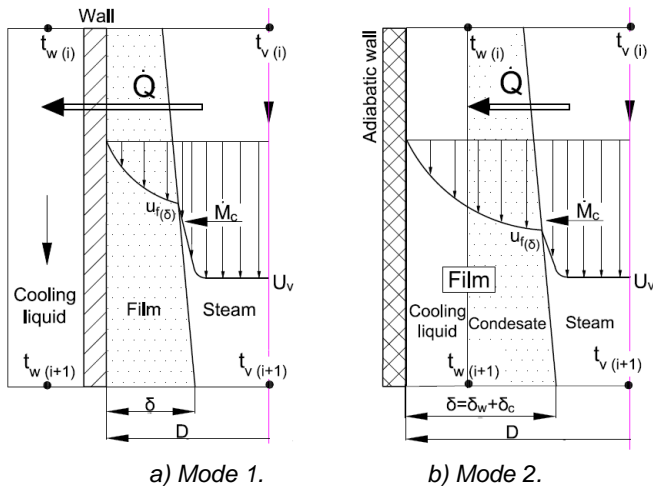 Wall
t_w (i)
t_v (i)
Q̇
u_f(δ)
Ṁ_c
U_v
Cooling
liquid
Film
Steam
t_w (i+1)
t_v (i+1)
δ
D
a) Mode 1.
Adiabatic wall
t_w (i)
t_v (i)
Q̇
u_f(δ)
Ṁ_c
U_v
Film
Cooling
liquid
Condesate
Steam
t_w (i+1)
t_v (i+1)
δ=δ_w+δ_c
D
b) Mode 2.